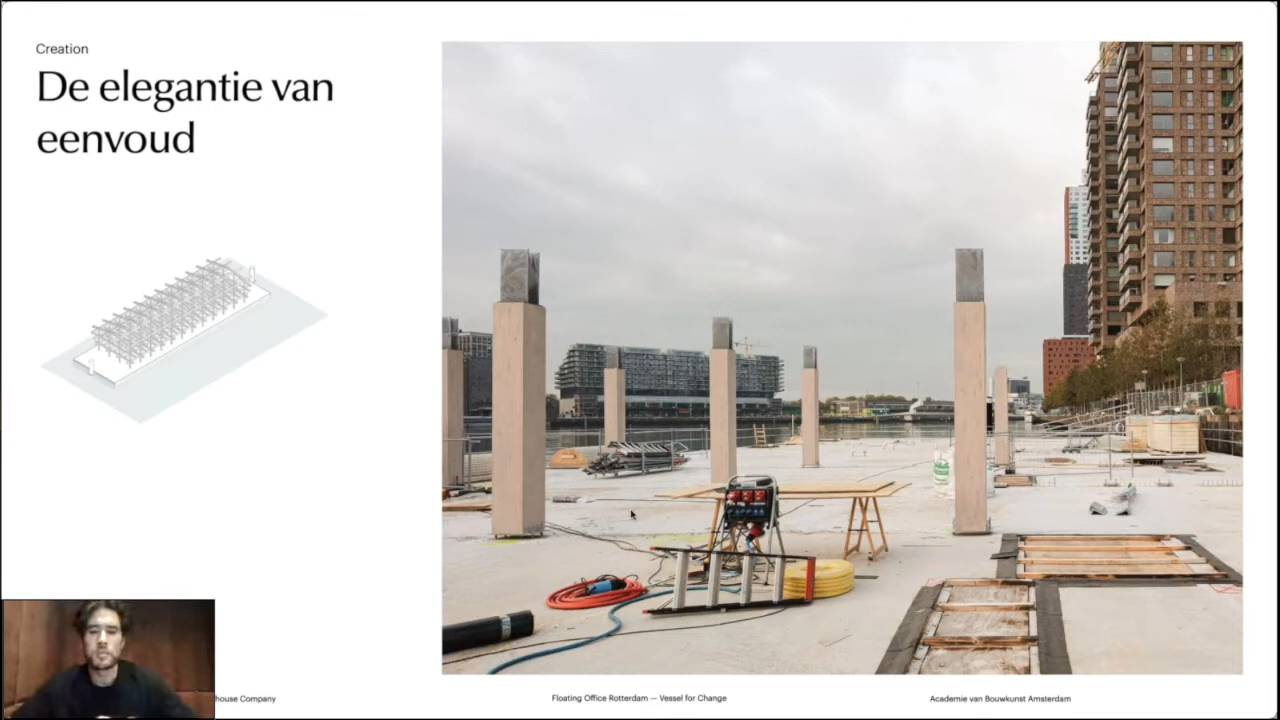 Creation
De elegantie van
eenvoud
house Company
Floating Office Rotterdam — Vessel for Change
Academie van Bouwkunst Amsterdam